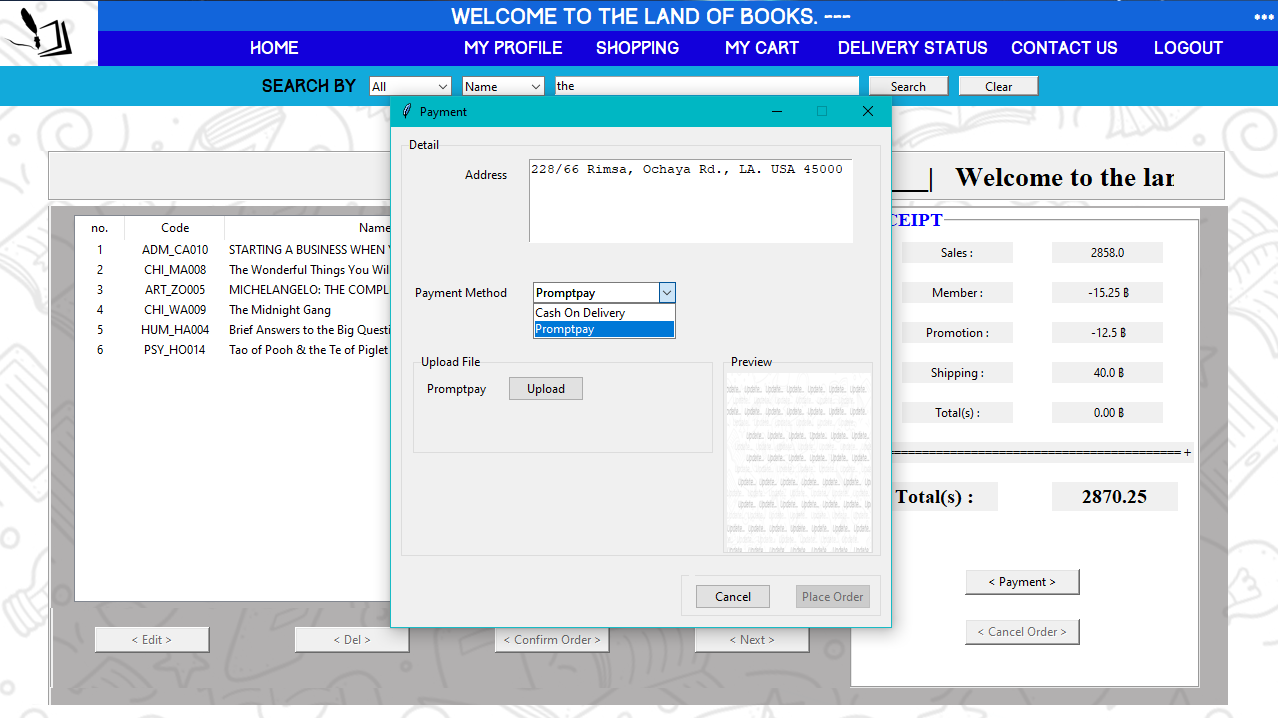 WELCOME TO THE LAND OF BOOKS. ---
HOME
MY PROFILE
SHOPPING
MY CART
DELIVERY STATUS
CONTACT US
LOGOUT
SEARCH BY
All
Name
the
Search
Clear
___| Welcome to the lar
no.
Code
Name
1 ADM_CA010 STARTING A BUSINESS WHEN
2 CHI_MA008 The Wonderful Things You Wil
3 ART_ZO005 MICHELANGELO: THE COMPL
4 CHI_WA009 The Midnight Gang
5 HUM_HA004 Brief Answers to the Big Questi
6 PSY_HO014 Tao of Pooh & the Te of Piglet
< Edit >
< Del >
< Confirm Order >
< Next >
Payment
Detail
Address
228/66 Rimsa, Ochaya Rd., LA. USA 45000
Payment Method
Promptpay
Cash On Delivery
Promptpay
Upload File
Promptpay
Upload
Preview
Update..
Cancel
Place Order
CEIPT
Sales : 2858.0
Member : -15.25 ฿
Promotion : -12.5 ฿
Shipping : 40.0 ฿
Total(s) : 0.00 ฿
Total(s) : 2870.25
< Payment >
< Cancel Order >